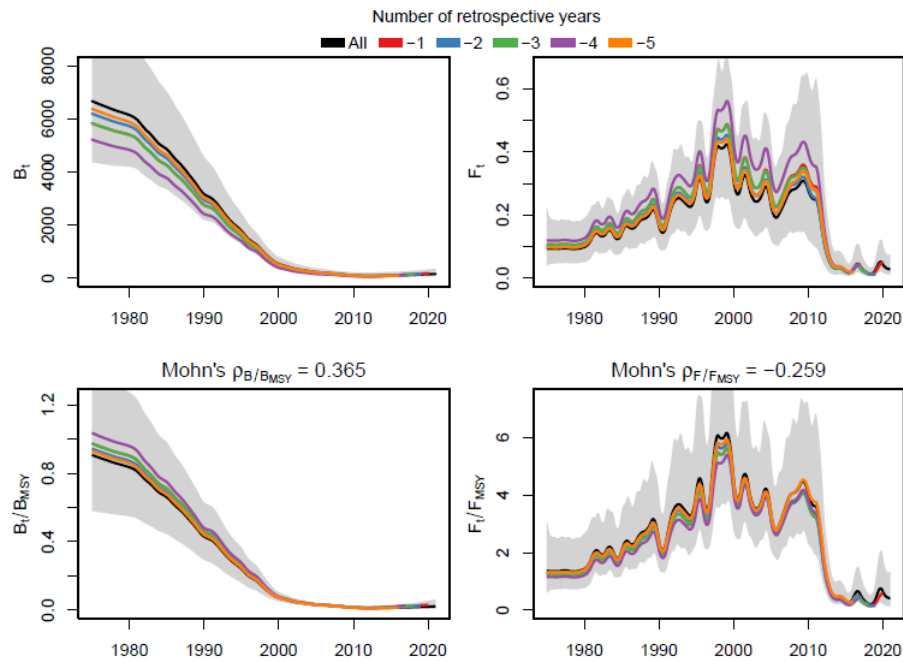 Number of retrospective years
All −1 −2 −3 −4 −5
Bt
8000
6000
4000
2000
0
1980 1990 2000 2010 2020
Ft
0.6
0.4
0.2
0.0
1980 1990 2000 2010 2020
Mohn's ρB/BMSY = 0.365
Bt/BMSY
1.2
0.8
0.4
0.0
1980 1990 2000 2010 2020
Mohn's ρF/FMSY = −0.259
Ft/FMSY
6
4
2
0
1980 1990 2000 2010 2020